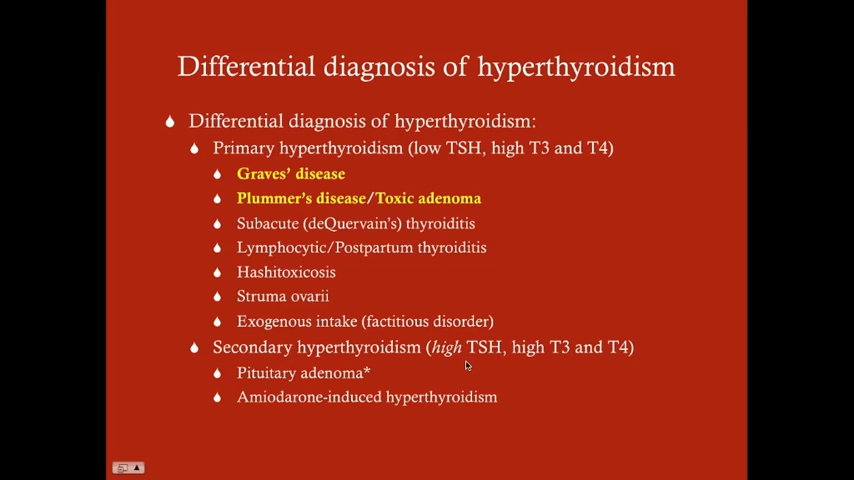 Differential diagnosis of hyperthyroidism
Differential diagnosis of hyperthyroidism:
Primary hyperthyroidism (low TSH, high T3 and T4)
Graves’ disease
Plummer’s disease/Toxic adenoma
Subacute (deQuervain’s) thyroiditis
Lymphocytic/Postpartum thyroiditis
Hashitoxicosis
Struma ovarii
Exogenous intake (factitious disorder)
Secondary hyperthyroidism (high TSH, high T3 and T4)
Pituitary adenoma*
Amiodarone-induced hyperthyroidism